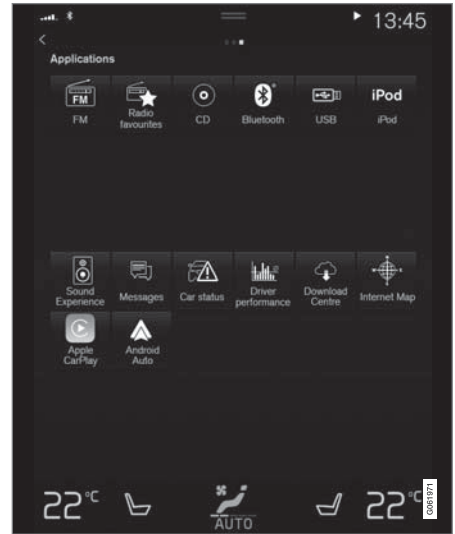 13:45
Applications
FM
FM
Radio
favourites
CD
Bluetooth
USB
iPod
iPod
Sound
Experience
Messages
Car status
Driver
performance
Download
Centre
Internet Map
Apple
CarPlay
Android
Auto
22°C
AUTO
22°C
G061971